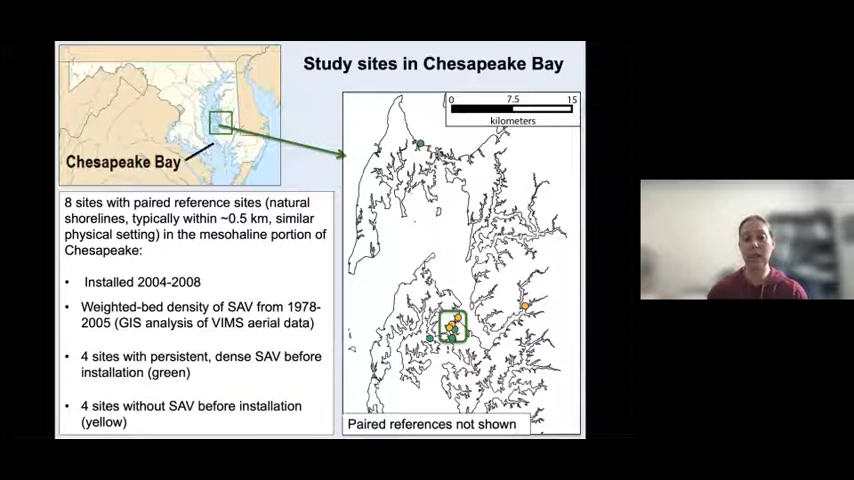 Study sites in Chesapeake Bay
Chesapeake Bay
0 7.5 15
kilometers
8 sites with paired reference sites (natural
shorelines, typically within ~0.5 km, similar
physical setting) in the mesohaline portion of
Chesapeake:
• Installed 2004-2008
• Weighted-bed density of SAV from 1978-
2005 (GIS analysis of VIMS aerial data)
• 4 sites with persistent, dense SAV before
installation (green)
• 4 sites without SAV before installation
(yellow)
Paired references not shown